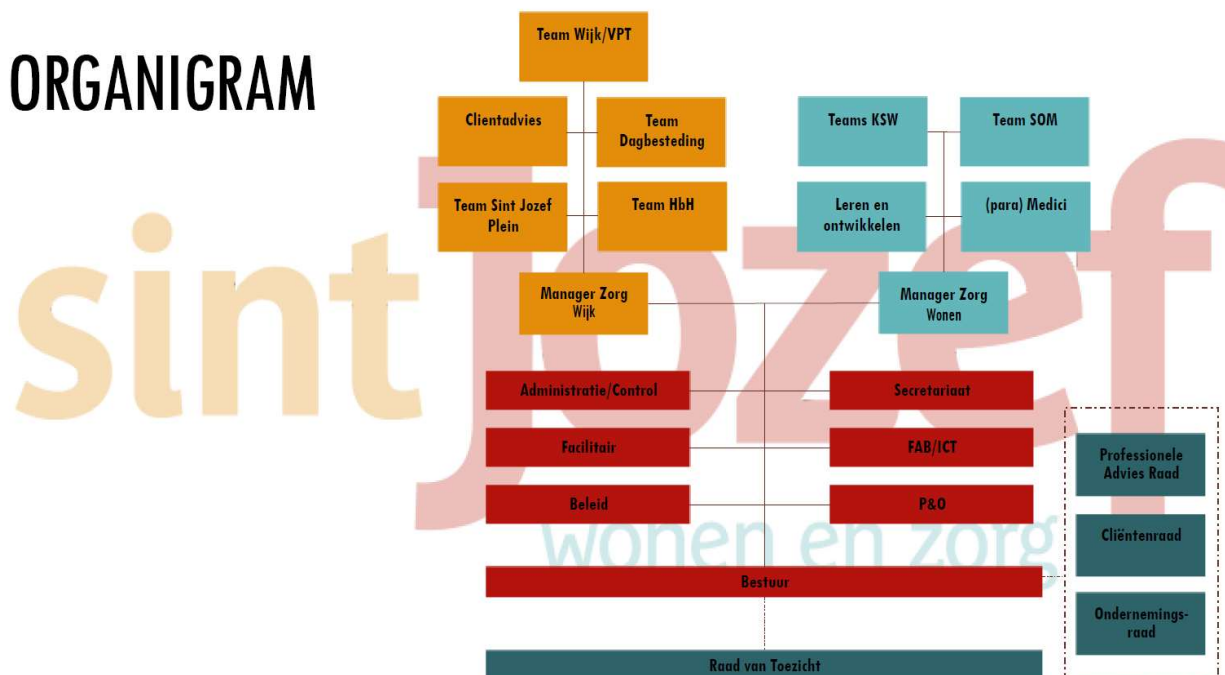 ORGANIGRAM
Team Wijk/VPT
Clientadvies
Team
Dagbesteding
Team Sint Jozef
Plein
Team HbH
Manager Zorg
Wijk
Teams KSW
Team SOM
Leren en
ontwikkelen
(para) Medici
Manager Zorg
Wonen
sint jozef
wonen en zorg
Administratie/Control
Secretariaat
Facilitair
FAB/ICT
Beleid
P&O
Bestuur
Raad van Toezicht
Professionele
Advies Raad
Cliëntenraad
Ondernemings-
raad